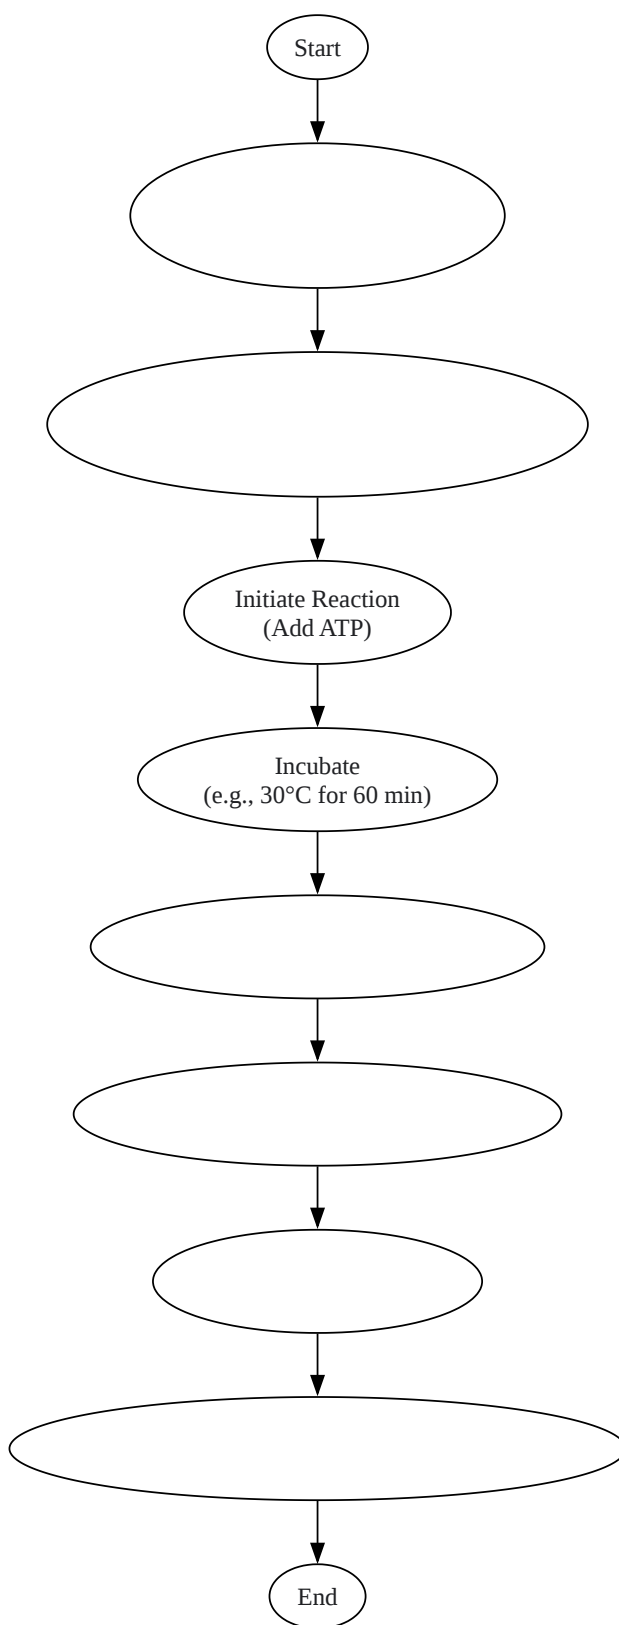 Start
Initiate Reaction
(Add ATP)
Incubate
(e.g., 30°C for 60 min)
End